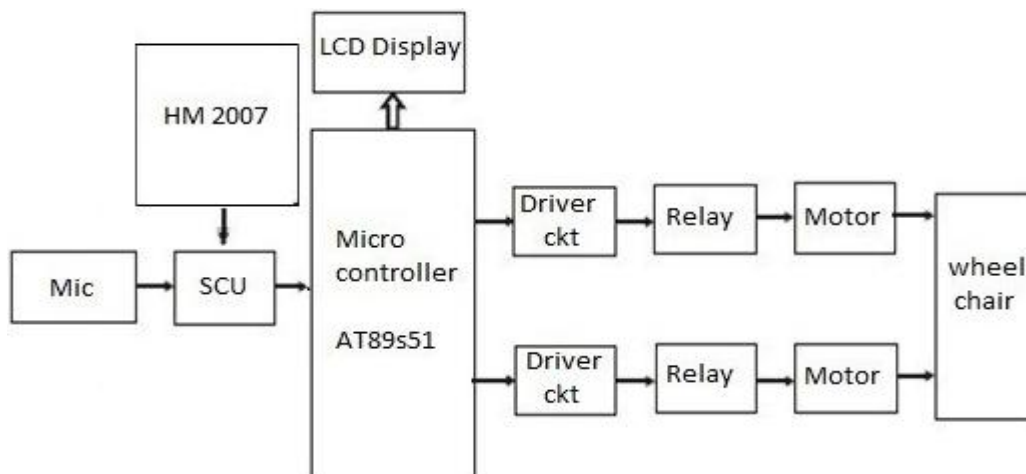 LCD Display
HM 2007
Mic
SCU
Micro
controller
AT89s51
Driver
ckt
Relay
Motor
Driver
ckt
Relay
Motor
wheel
chair